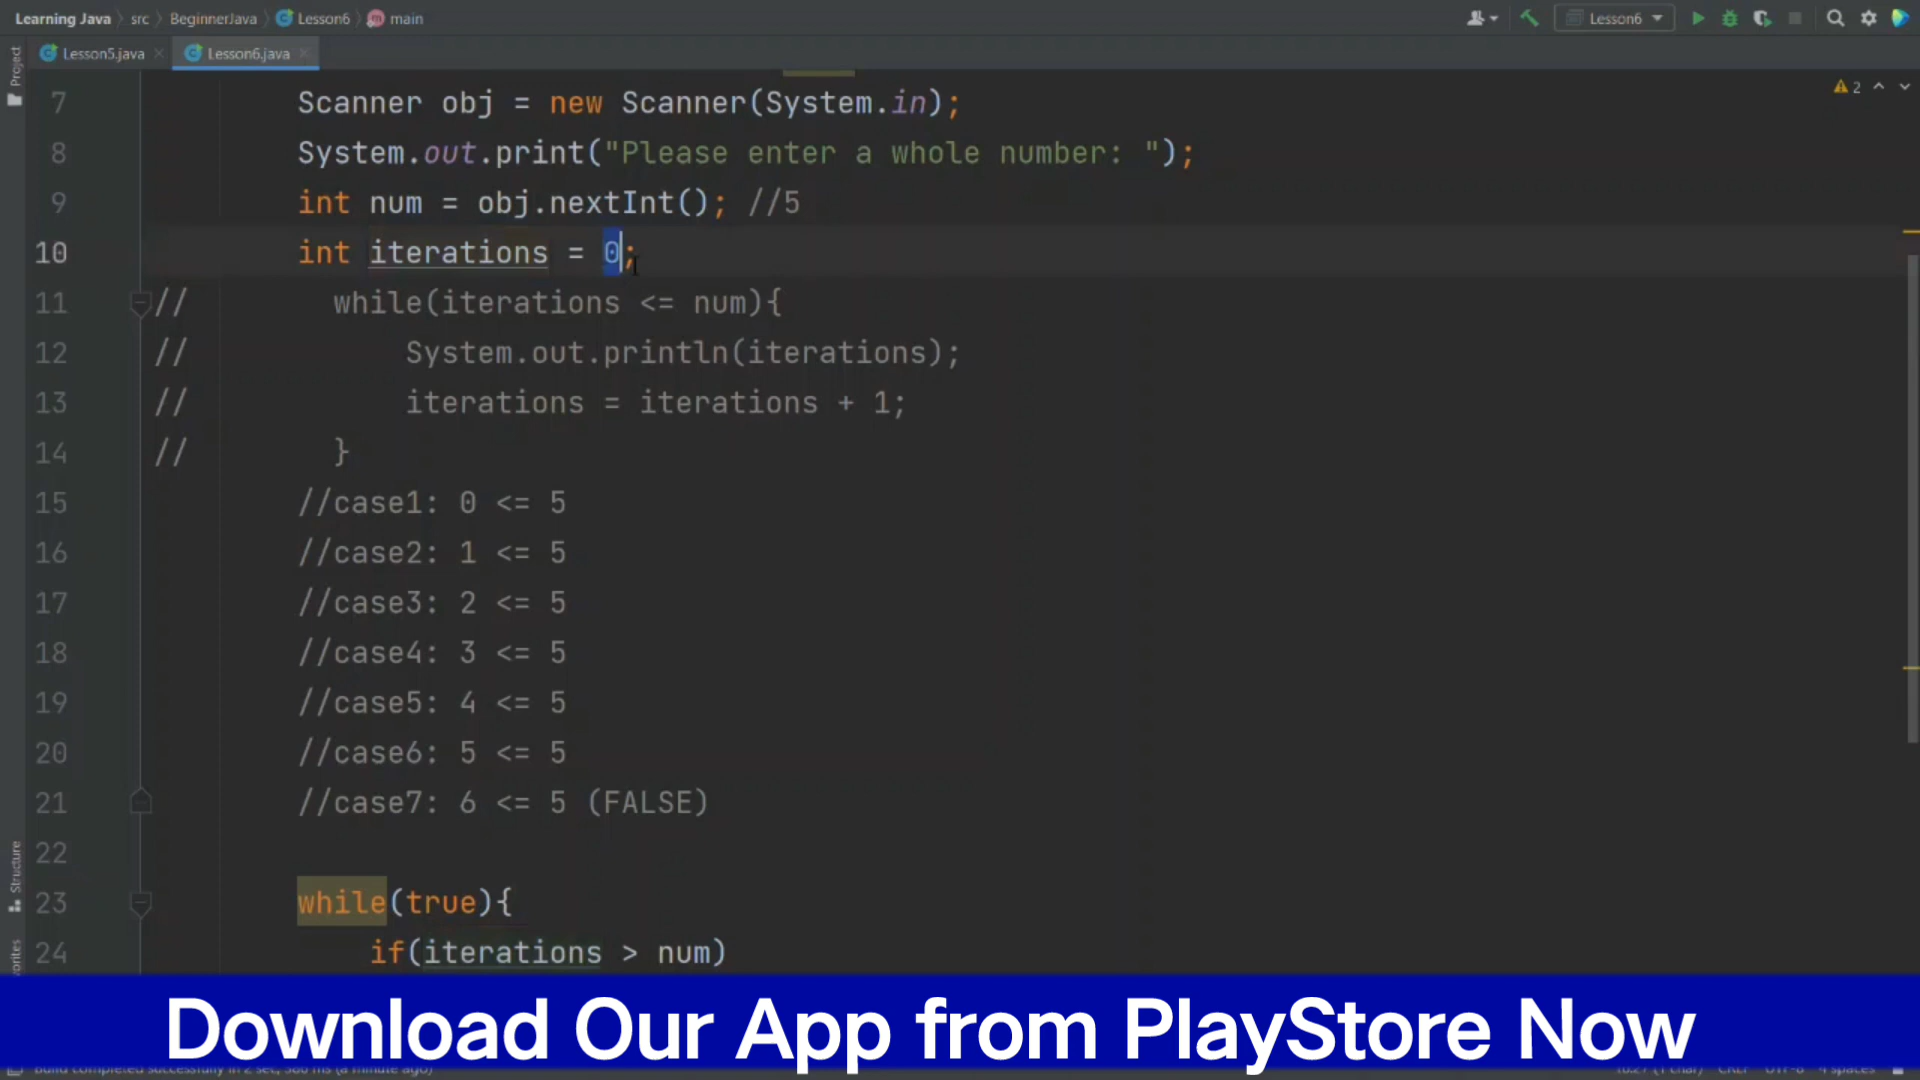 Learning Java src BeginnerJava Lesson6 main Lesson6
Lesson5.java Lesson6.java
Project
2
7 Scanner obj = new Scanner(System.in);
8 System.out.print("Please enter a whole number: ");
9 int num = obj.nextInt(); //5
10 int iterations = 0;
11 // while(iterations <= num){
12 // System.out.println(iterations);
13 // iterations = iterations + 1;
14 // }
15 //case1: 0 <= 5
16 //case2: 1 <= 5
17 //case3: 2 <= 5
18 //case4: 3 <= 5
19 //case5: 4 <= 5
20 //case6: 5 <= 5
21 //case7: 6 <= 5 (FALSE)
22
Structure
23 while(true){
24 if(iterations > num)
Download Our App from PlayStore Now